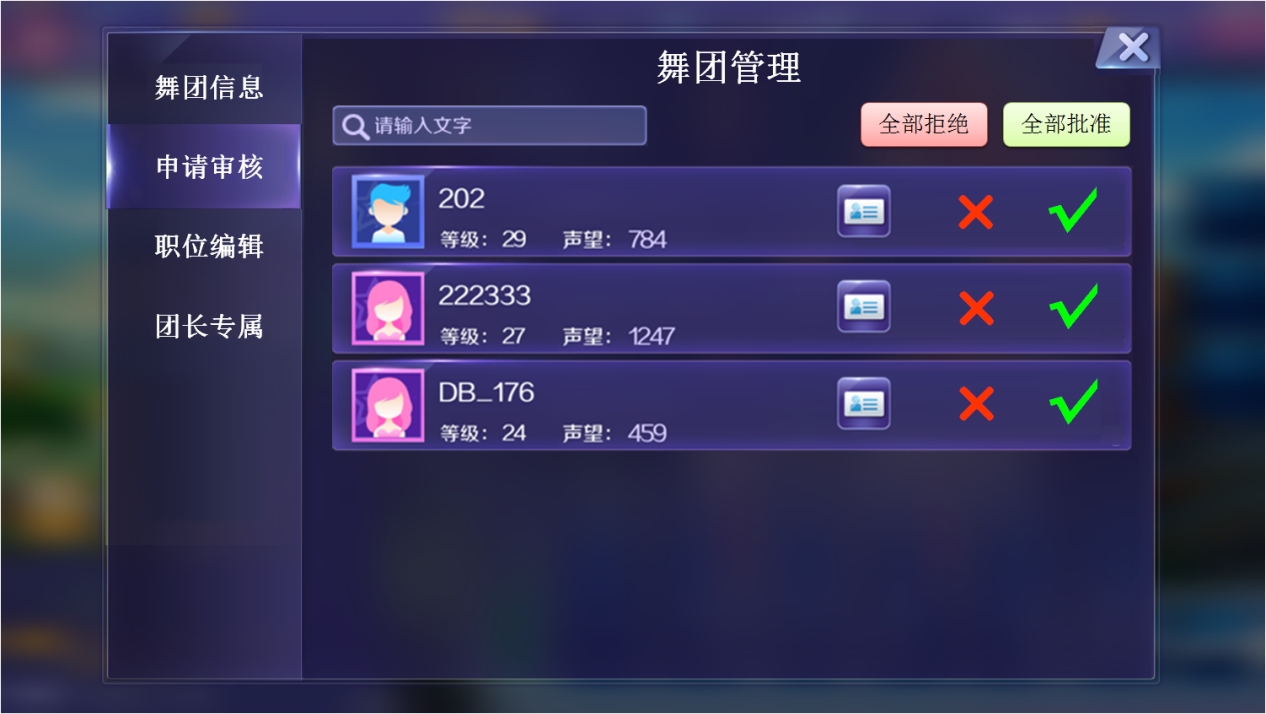 舞团管理
舞团信息
申请审核
职位编辑
团长专属
请输入文字
全部拒绝
全部批准
202
等级： 29 声望： 784
222333
等级： 27 声望： 1247
DB_176
等级： 24 声望： 459